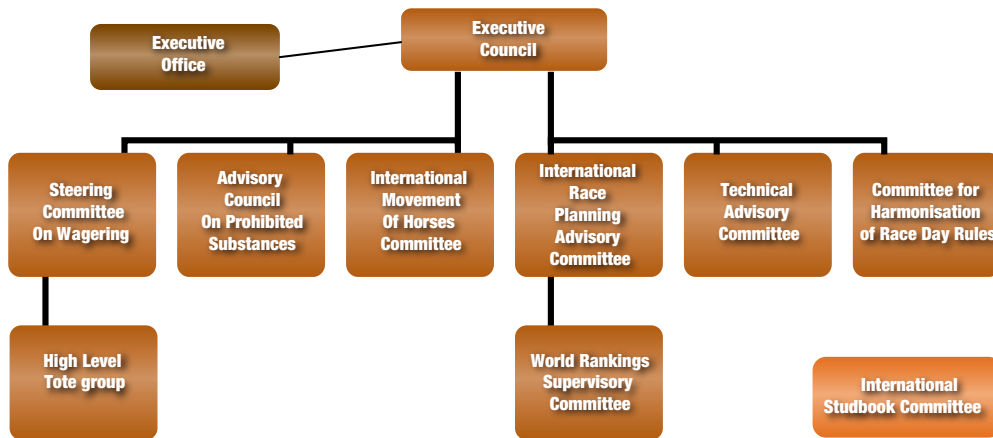 Executive
Office
Executive
Council
Steering
Committee
On Wagering
Advisory
Council
On Prohibited
Substances
International
Movement
Of Horses
Committee
International
Race
Planning
Advisory
Committee
Technical
Advisory
Committee
Committee for
Harmonisation
of Race Day Rules
High Level
Tote group
World Rankings
Supervisory
Committee
International
Studbook Committee